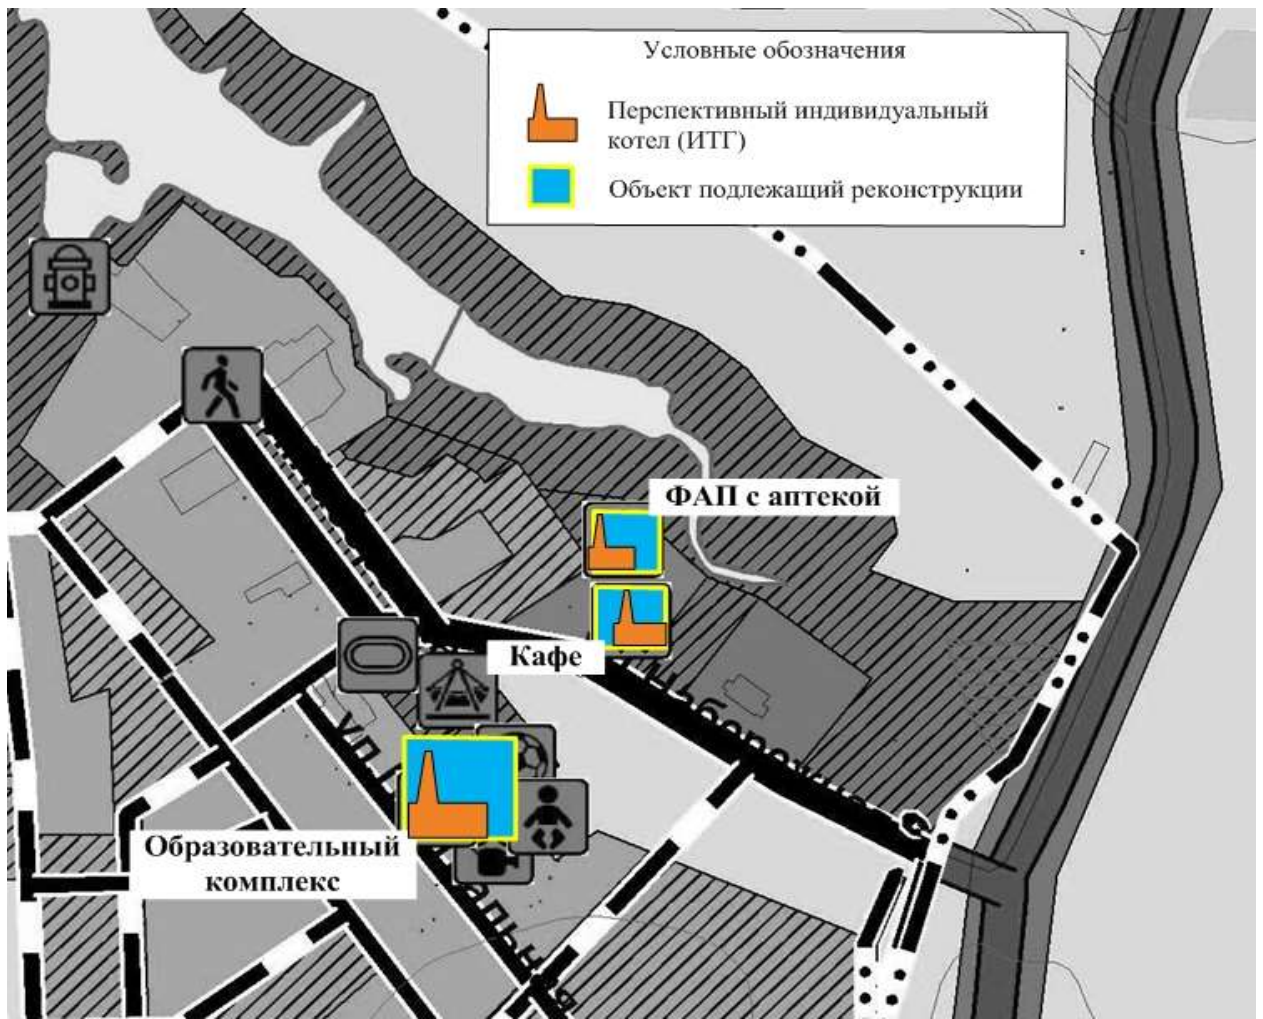 Условные обозначения
Перспективный индивидуальный
котел (ИТГ)
Объект подлежащий реконструкции
ФАП с аптекой
Кафе
Образовательный
комплекс